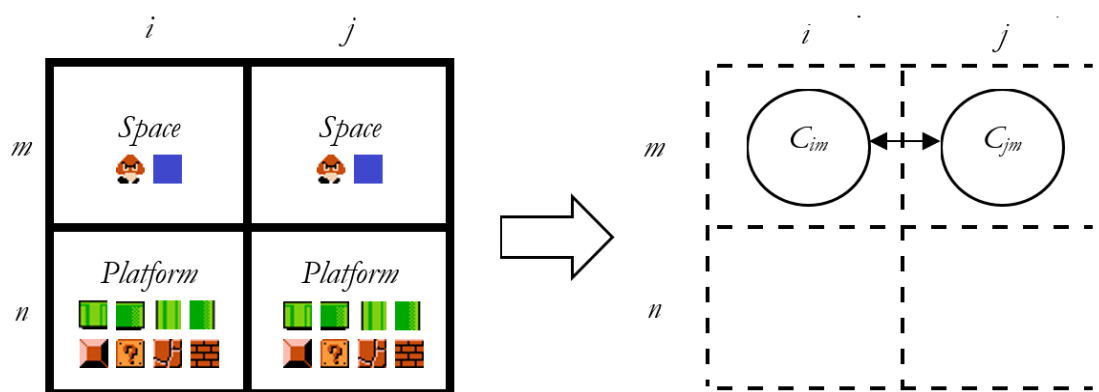 i j
m Space Space
n Platform Platform
? ?
i j
m C_im C_jm
n